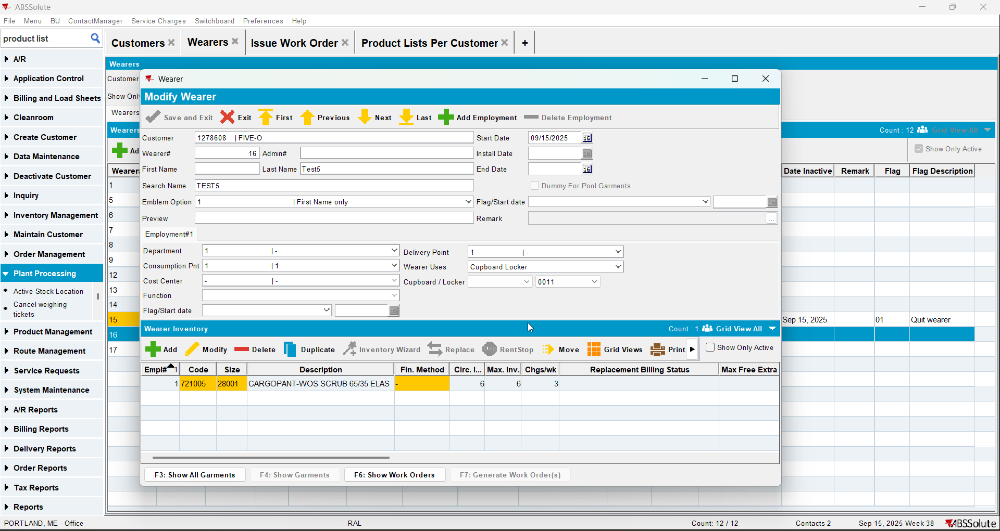 ABSSolute
File Menu BU ContactManager Service Charges Switchboard Preferences Help
product list
Customers Wearers Issue Work Order Product Lists Per Customer +
A/R
Application Control
Billing and Load Sheets
Cleanroom
Create Customer
Data Maintenance
Deactivate Customer
Inquiry
Inventory Management
Maintain Customer
Order Management
Plant Processing
Active Stock Location
Cancel weighing
tickets
Product Management
Route Management
Service Requests
System Maintenance
A/R Reports
Billing Reports
Delivery Reports
Order Reports
Tax Reports
Reports
Wearers
Customer
Show Only
Wearers
Wearers
Count : 12 Grid View All
Show Only Active
Date Inactive Remark Flag Flag Description
1
5
6
7
8
9
12
13
14
15 Sep 15, 2025 01 Quit wearer
16
17
Wearer
Modify Wearer
Save and Exit Exit First Previous Next Last Add Employment Delete Employment
Customer 1278608 | FIVE-O Start Date 09/15/2025 16
Wearer# 16 Admin# Install Date 16
First Name Last Name Test5 End Date 16
Search Name TEST5 Dummy For Pool Garments
Emblem Option 1 | First Name only Flag/Start date 16
Preview Remark ...
Employment#1
Department 1 | - Delivery Point 1 | -
Consumption Pnt 1 | 1 Wearer Uses Cupboard Locker
Cost Center - | - Cupboard / Locker 0011
Function
Flag/Start date 16
Wearer Inventory Count : 1 Grid View All
Add Modify Delete Duplicate Inventory Wizard Replace RentStop Move Grid Views Print Show Only Active
Empl# 1 Code Size Description Fin. Method Circ. I... Max. Inv. Chgs/wk Replacement Billing Status Max Free Extra
1 721005 28001 CARGOPANT-WOS SCRUB 65/35 ELAS - 6 6 3
F3: Show All Garments F4: Show Garments F6: Show Work Orders F7: Generate Work Order(s)
PORTLAND, ME - Office RAL Count: 12 / 12 Contacts 2 Sep 15, 2025 Week 38 ABSSolute